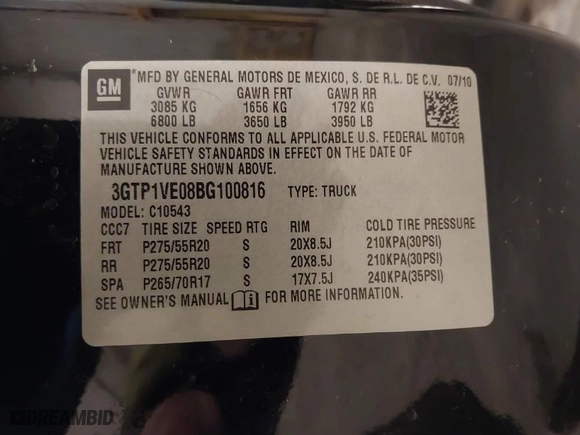 GM
MFD BY GENERAL MOTORS DE MEXICO, S. DE R.L. DE C.V. 07/10
GVWR GAWR FRT GAWR RR
3085 KG 1656 KG 1792 KG
6800 LB 3650 LB 3950 LB
THIS VEHICLE CONFORMS TO ALL APPLICABLE U.S. FEDERAL MOTOR
VEHICLE SAFETY STANDARDS IN EFFECT ON THE DATE OF
MANUFACTURE SHOWN ABOVE.
3GTP1VE08BG100816 TYPE: TRUCK
MODEL: C10543
CCC7 TIRE SIZE SPEED RTG RIM COLD TIRE PRESSURE
FRT P275/55R20 S 20X8.5J 210KPA(30PSI)
RR P275/55R20 S 20X8.5J 210KPA(30PSI)
SPA P265/70R17 S 17X7.5J 240KPA(35PSI)
SEE OWNER'S MANUAL i FOR MORE INFORMATION.
DREAMBID